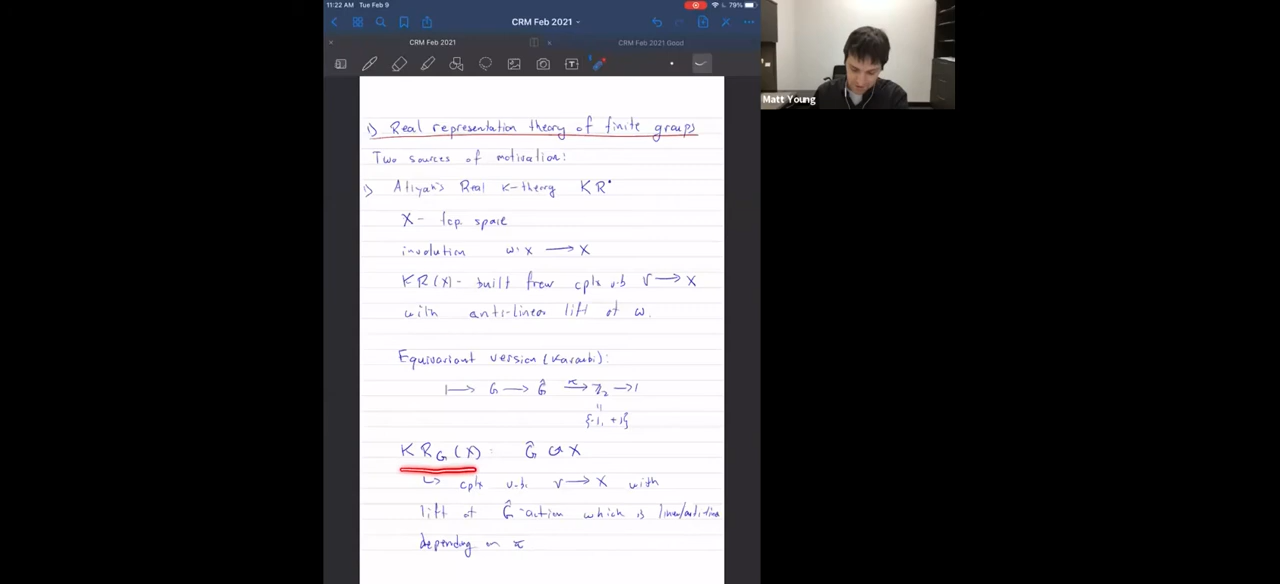 11:22 AM Tue Feb 9
79%
CRM Feb 2021
CRM Feb 2021
CRM Feb 2021 Good
Matt Young
1) Real representation theory of finite groups
Two sources of motivation:
1) Atiyah's Real K-theory KR•
X - top. space
involution ω: X → X
KR(X) - built from cplx v.b. V → X
with anti-linear lift of ω.
Equivariant version (Karoubi):
1 → G → Ĝ →^π ℤ₂ → 1
=
{-1, +1}
KR_G(X): Ĝ ↺ X
↳ cplx v.b. V → X with
lift of Ĝ-action which is linear/anti-linear
depending on π